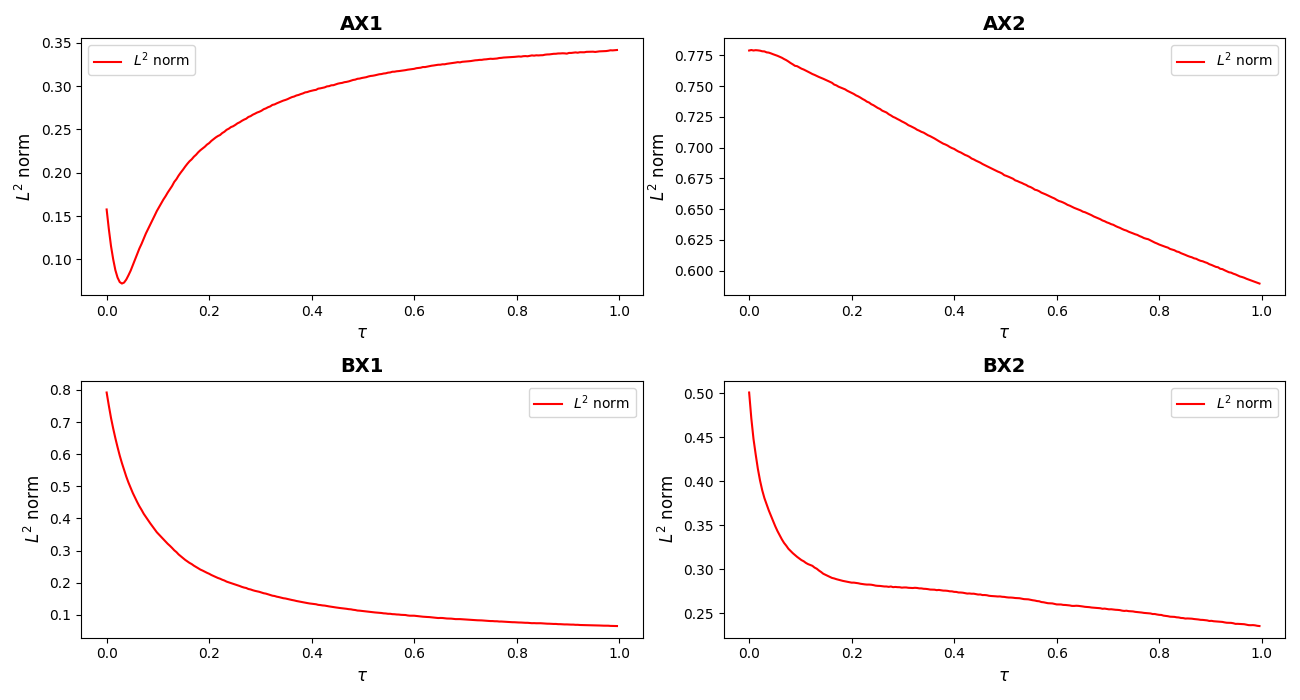 AX1
L² norm
0.35
0.30
0.25
0.20
0.15
0.10
L² norm
0.0 0.2 0.4 0.6 0.8 1.0
τ
AX2
L² norm
0.775
0.750
0.725
0.700
0.675
0.650
0.625
0.600
L² norm
0.0 0.2 0.4 0.6 0.8 1.0
τ
BX1
L² norm
0.8
0.7
0.6
0.5
0.4
0.3
0.2
0.1
L² norm
0.0 0.2 0.4 0.6 0.8 1.0
τ
BX2
L² norm
0.50
0.45
0.40
0.35
0.30
0.25
L² norm
0.0 0.2 0.4 0.6 0.8 1.0
τ